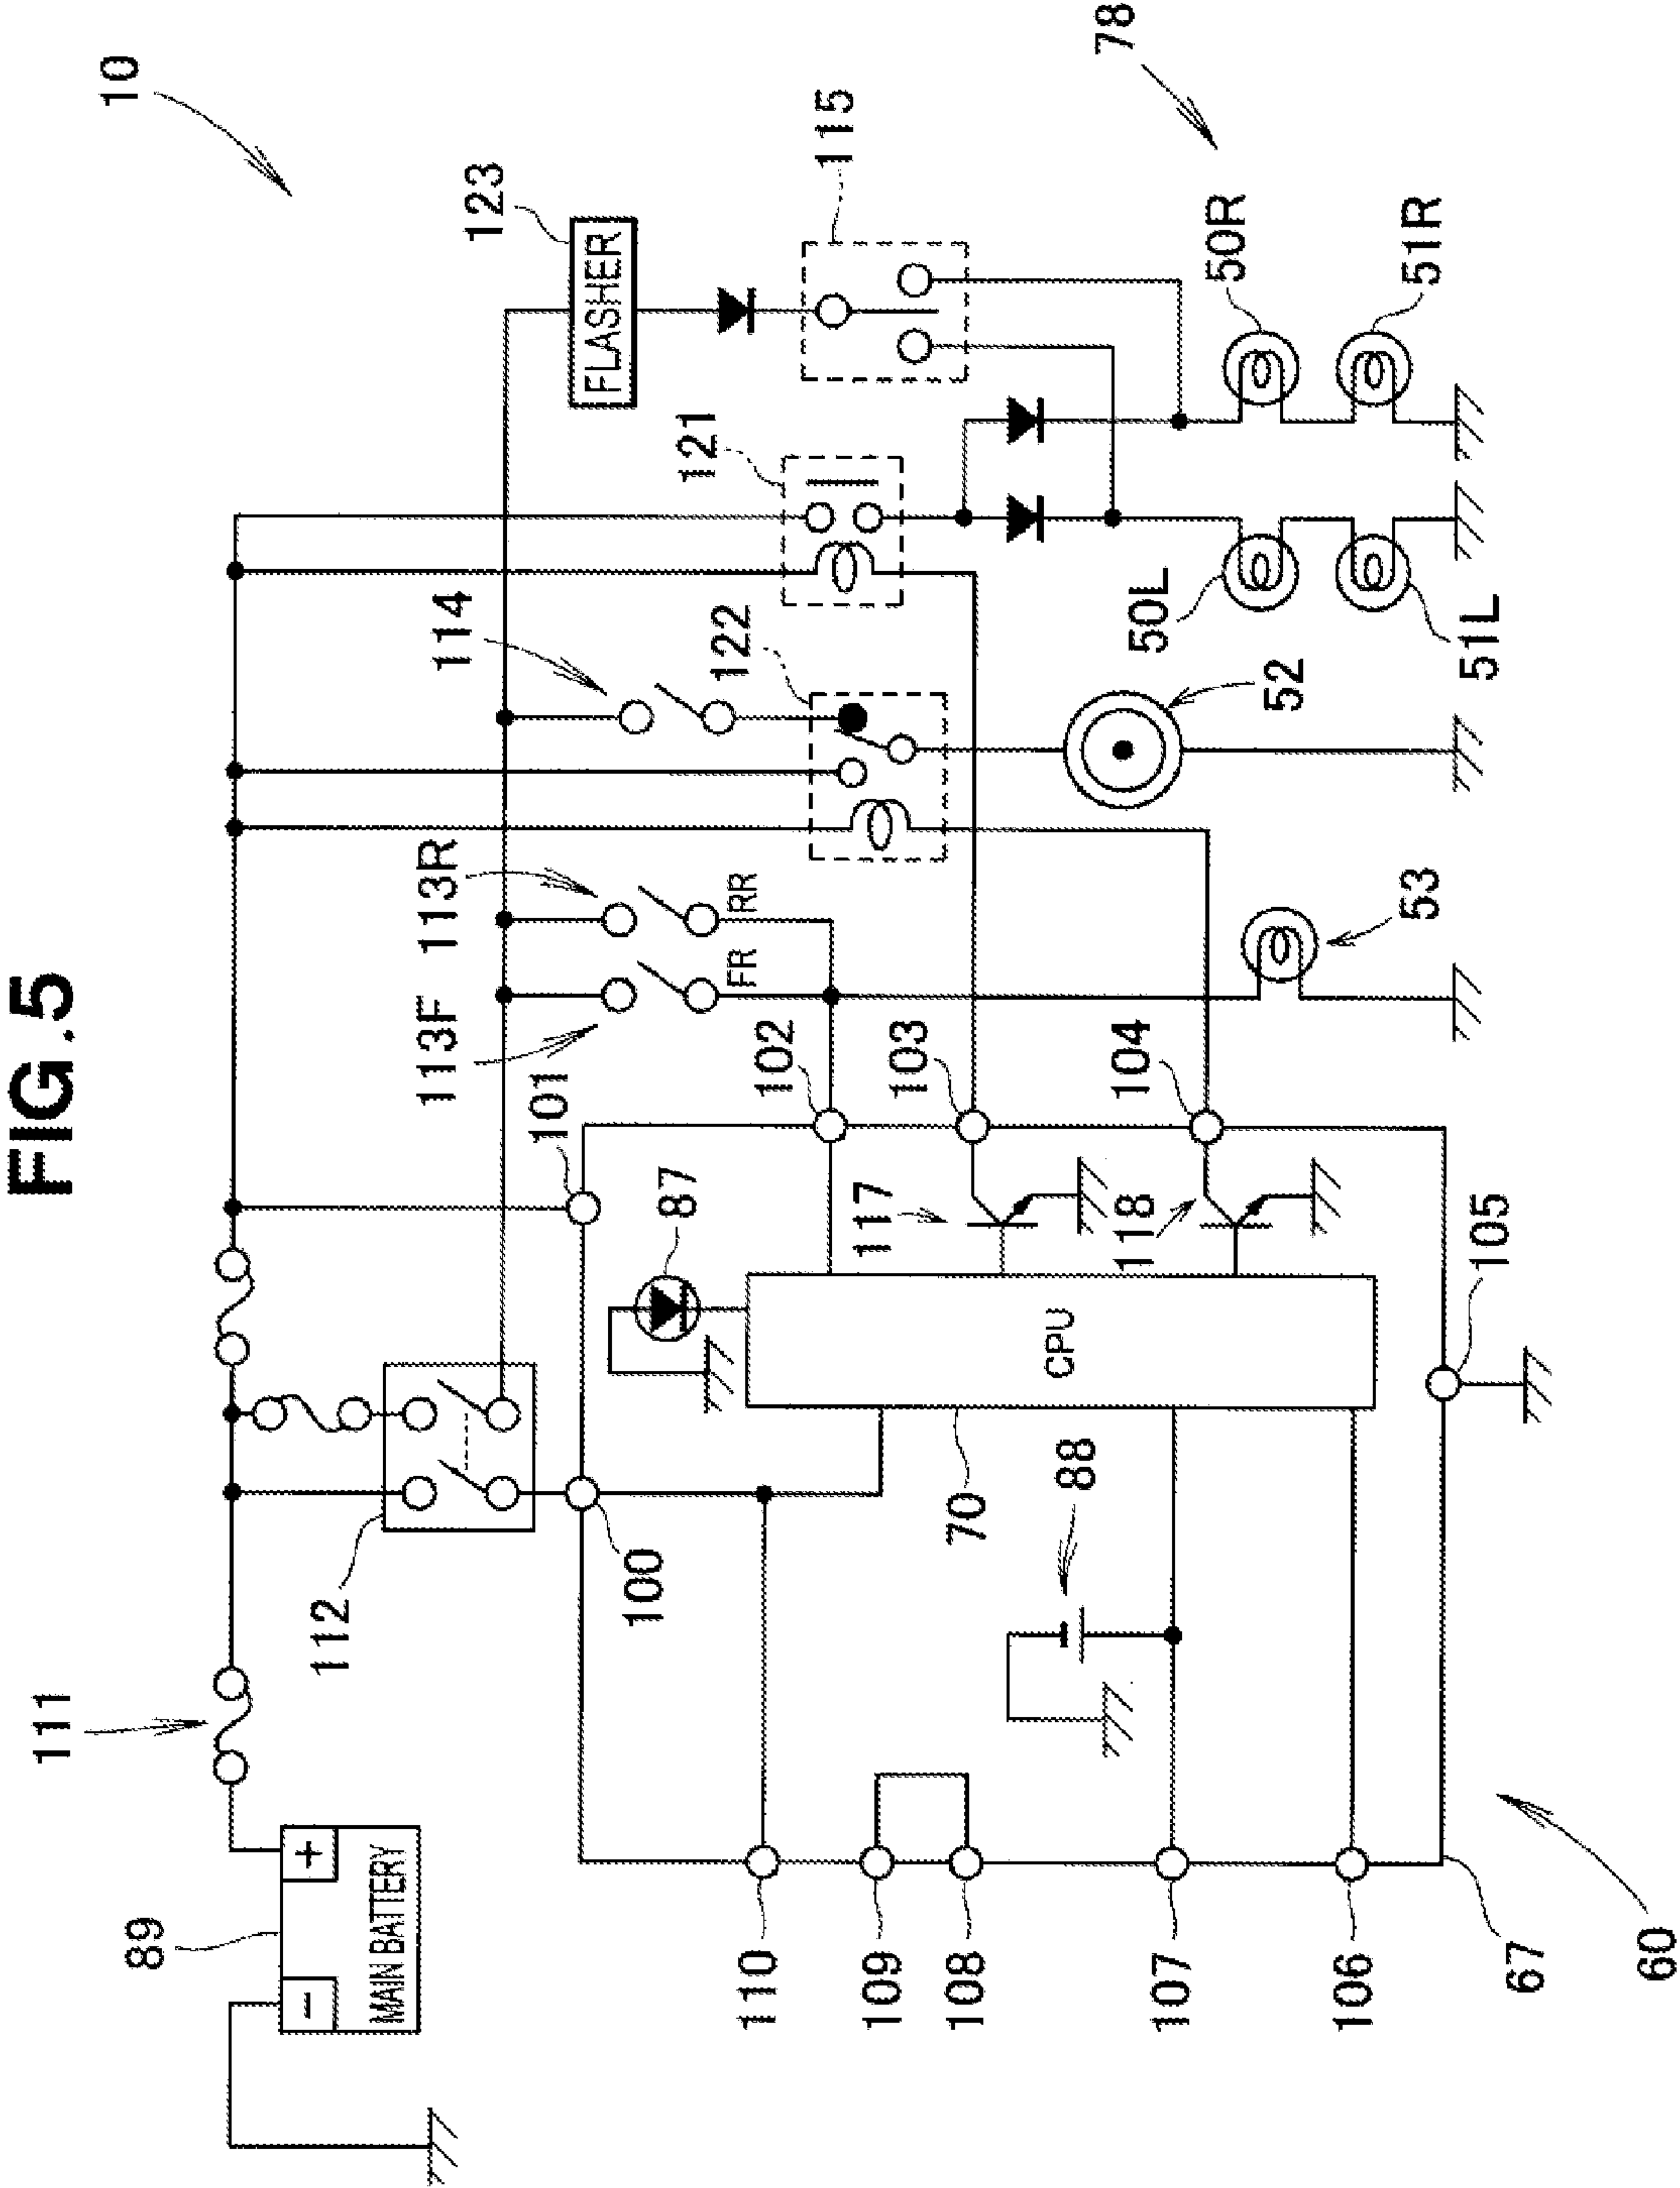 FIG.5
10
111
89
+
−
MAIN BATTERY
112
101
113F
113R
114
123
FLASHER
115
121
122
FR
RR
102
103
104
100
87
117
118
CPU
70
88
105
110
109
108
107
106
67
60
53
52
50L
51L
50R
51R
78